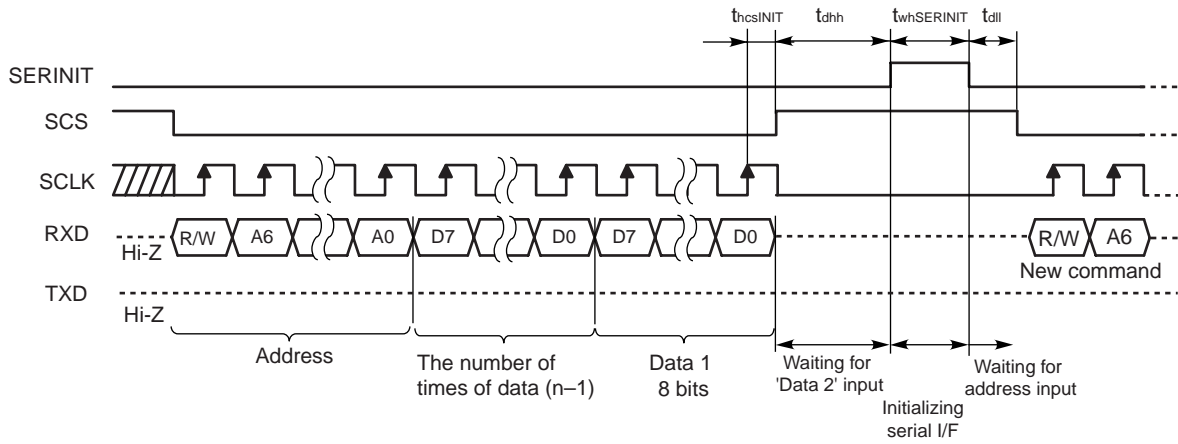 thcsINIT tdhh twhSERINIT tdll
SERINIT
SCS
SCLK
RXD Hi-Z R/W A6 A0 D7 D0 D7 D0 R/W A6
New command
TXD
Hi-Z
Address
The number of
times of data (n–1)
Data 1
8 bits
Waiting for
'Data 2' input
Initializing
serial I/F
Waiting for
address input